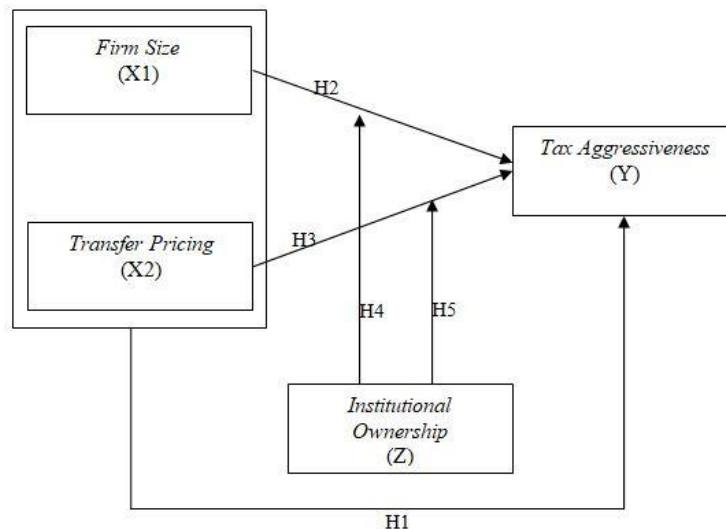 Firm Size
(X1)
H2
Tax Aggressiveness
(Y)
Transfer Pricing
(X2)
H3
H4
H5
Institutional
Ownership
(Z)
H1